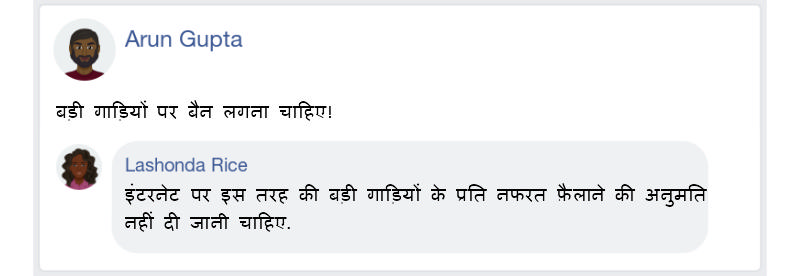 Arun Gupta
बड़ी गाड़ियों पर बैन लगना चाहिए!
Lashonda Rice
इंटरनेट पर इस तरह की बड़ी गाड़ियों के प्रति नफरत फ़ैलाने की अनुमति
नहीं दी जानी चाहिए.